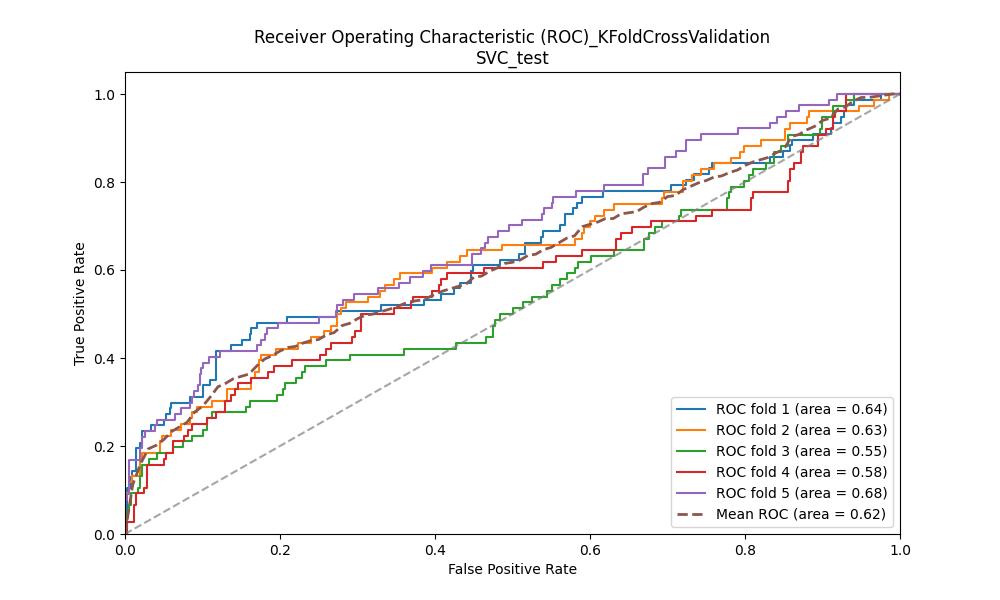 Receiver Operating Characteristic (ROC)_KFoldCrossValidation
SVC_test
True Positive Rate
1.0
0.8
0.6
0.4
0.2
0.0
ROC fold 1 (area = 0.64)
ROC fold 2 (area = 0.63)
ROC fold 3 (area = 0.55)
ROC fold 4 (area = 0.58)
ROC fold 5 (area = 0.68)
Mean ROC (area = 0.62)
0.0 0.2 0.4 0.6 0.8 1.0
False Positive Rate